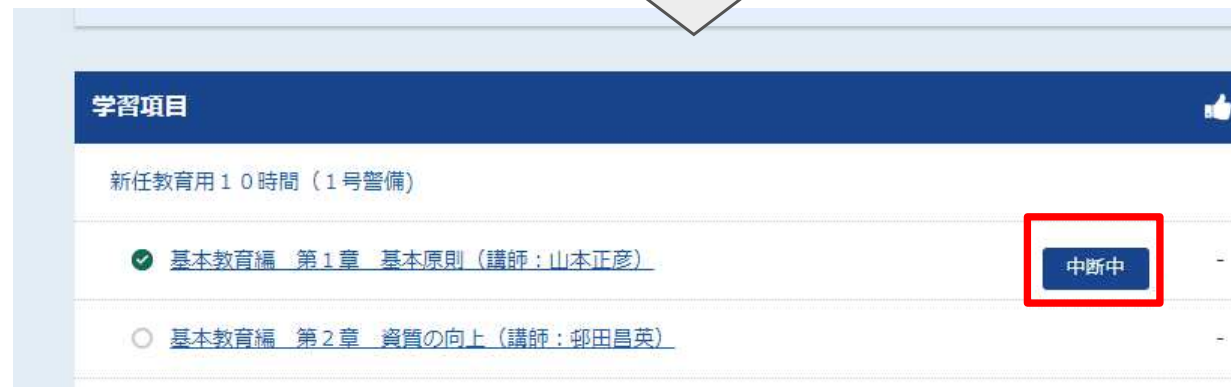 学習項目
新任教育用１０時間（１号警備)
基本教育編　第１章　基本原則（講師：山本正彦）
中断中
-
基本教育編　第２章　資質の向上（講師：邨田昌英）
-